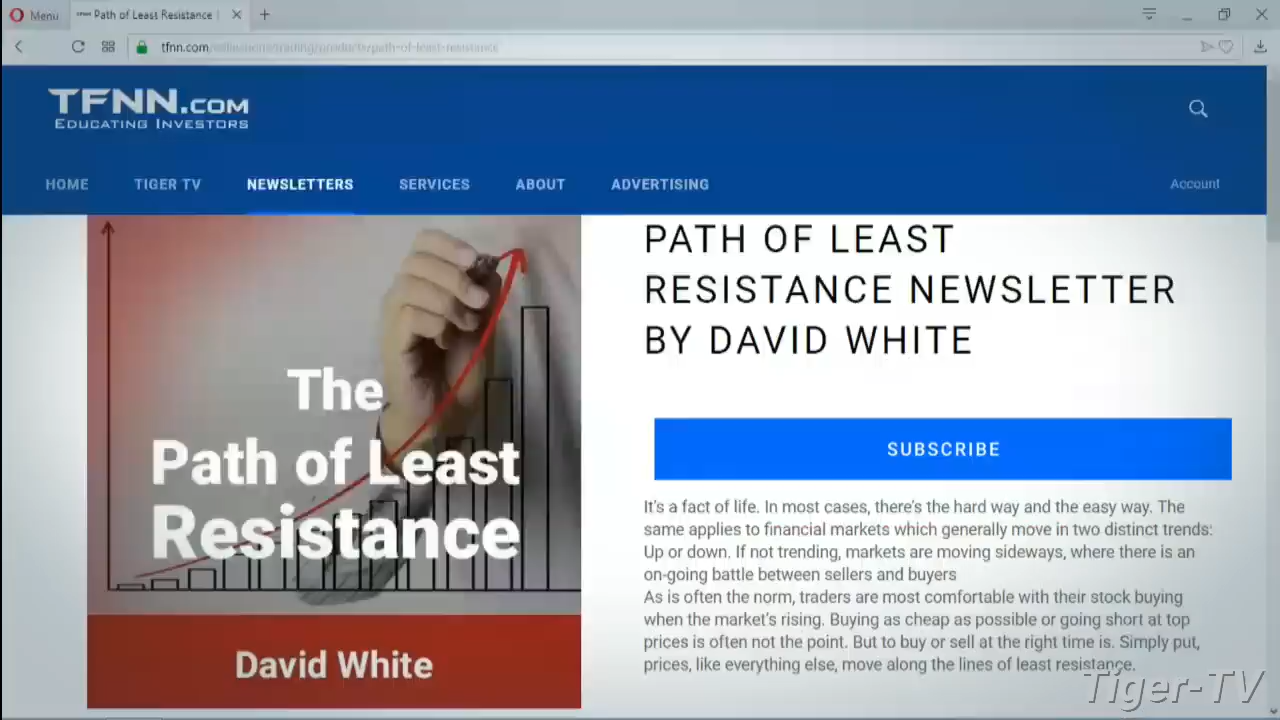 Menu
Path of Least Resistance |
tfnn.com
TFNN.COM
EDUCATING INVESTORS
HOME TIGER TV NEWSLETTERS SERVICES ABOUT ADVERTISING Account
The
Path of Least
Resistance
David White
PATH OF LEAST
RESISTANCE NEWSLETTER
BY DAVID WHITE
SUBSCRIBE
It's a fact of life. In most cases, there's the hard way and the easy way. The
same applies to financial markets which generally move in two distinct trends:
Up or down. If not trending, markets are moving sideways, where there is an
on-going battle between sellers and buyers
As is often the norm, traders are most comfortable with their stock buying
when the market's rising. Buying as cheap as possible or going short at top
prices is often not the point. But to buy or sell at the right time is. Simply put,
prices, like everything else, move along the lines of least resistance.
Tiger-TV